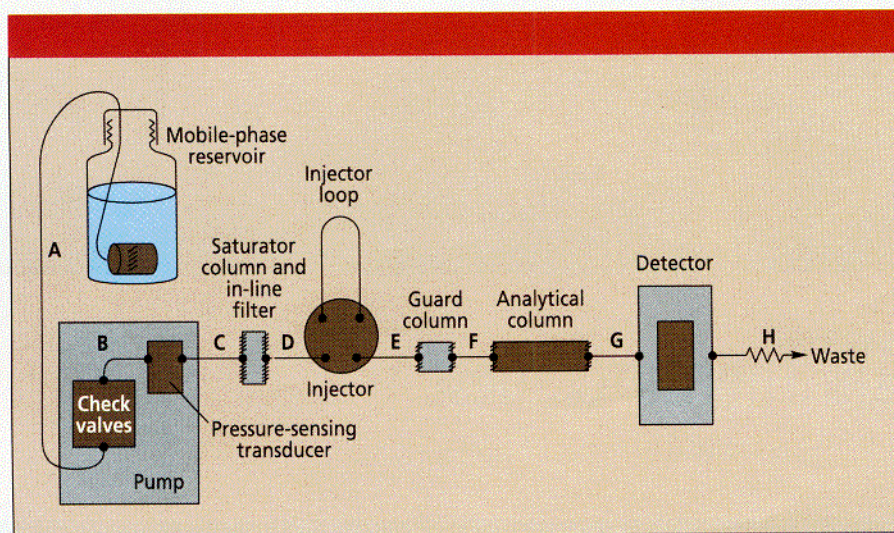 Mobile-phase
reservoir
Injector
loop
A
Saturator
column and
in-line
filter
Detector
Guard
column
Analytical
column
B
C
D
E
F
G
H
Waste
Injector
Check
valves
Pressure-sensing
transducer
Pump